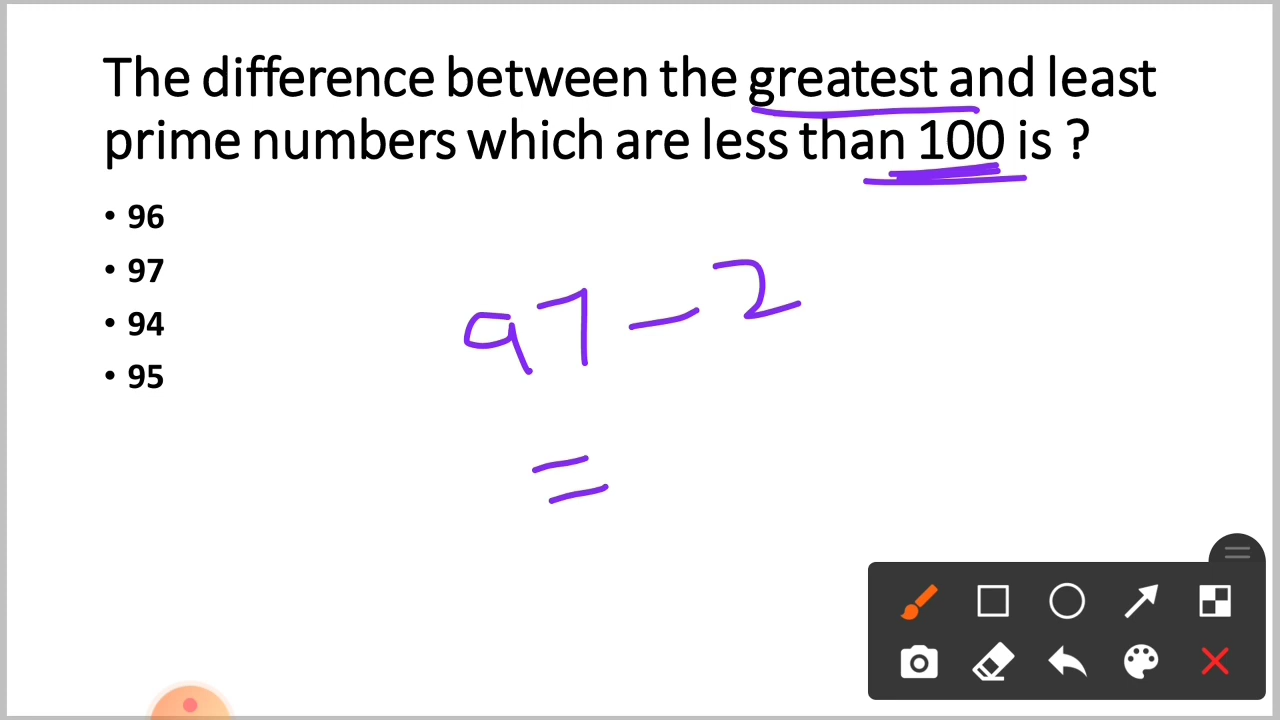 The difference between the greatest and least
prime numbers which are less than 100 is ?
• 96
• 97
• 94
• 95
97 - 2
=